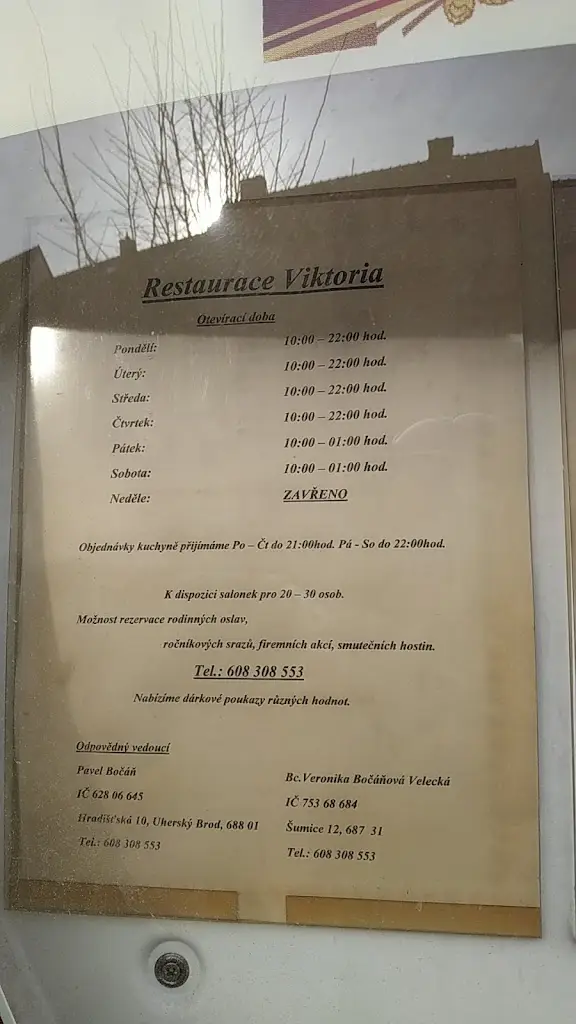 Restaurace Viktoria
Otevírací doba
Pondělí: 10:00 – 22:00 hod.
Úterý: 10:00 – 22:00 hod.
Středa: 10:00 – 22:00 hod.
Čtvrtek: 10:00 – 22:00 hod.
Pátek: 10:00 – 01:00 hod.
Sobota: 10:00 – 01:00 hod.
Neděle: ZAVŘENO
Objednávky kuchyně přijímáme Po – Čt do 21:00hod. Pá - So do 22:00hod.
K dispozici salonek pro 20 – 30 osob.
Možnost rezervace rodinných oslav,
ročníkových srazů, firemních akcí, smutečních hostin.
Tel.: 608 308 553
Nabízíme dárkové poukazy různých hodnot.
Odpovědný vedoucí
Pavel Bočáň
IČ 628 06 645
Hradišťská 10, Uherský Brod, 688 01
Tel.: 608 308 553
Bc.Veronika Bočáňová Velecká
IČ 753 68 684
Šumice 12, 687 31
Tel.: 608 308 553